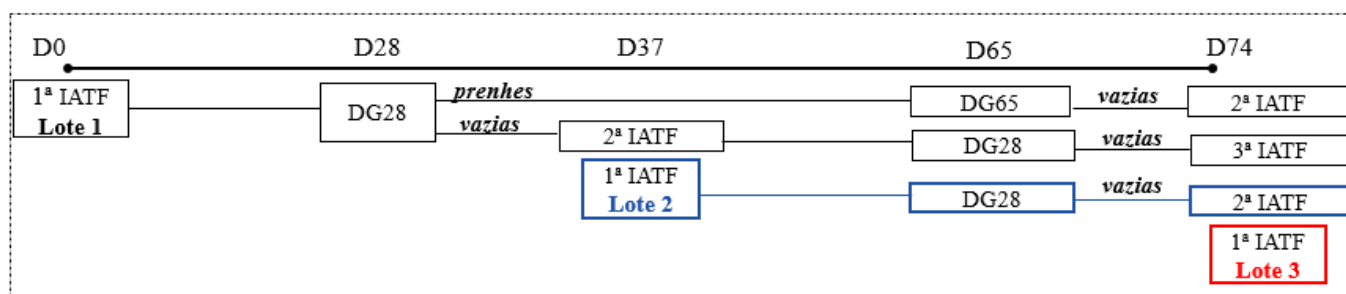 D0 D28 D37 D65 D74
1ª IATF
Lote 1
DG28
prenhes
DG65
vazias
2ª IATF
vazias
2ª IATF
DG28
vazias
3ª IATF
1ª IATF
Lote 2
DG28
vazias
2ª IATF
1ª IATF
Lote 3